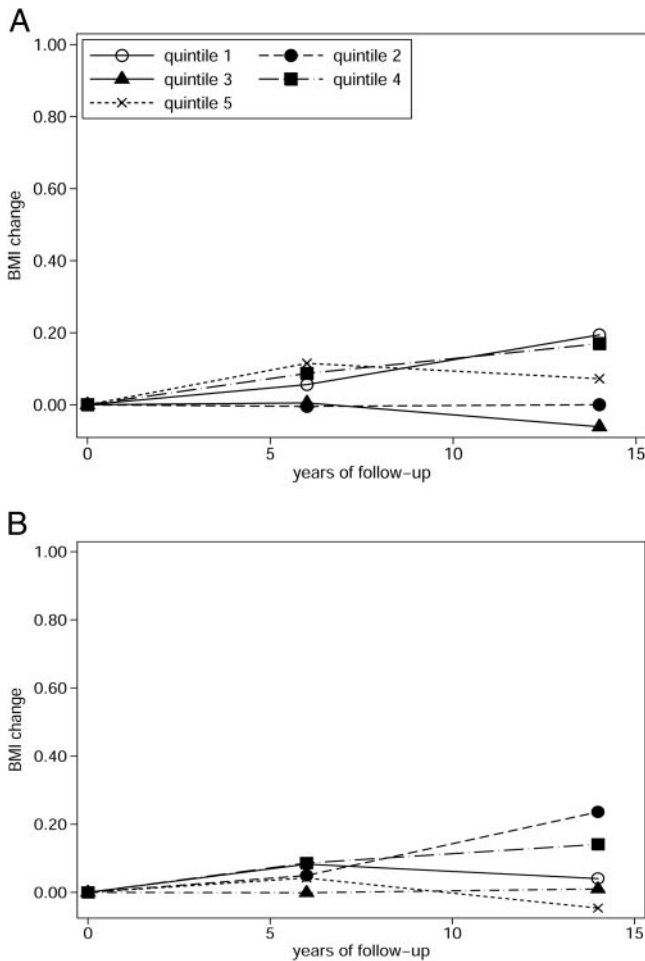 A
1.00
0.80
0.60
0.40
0.20
0.00
BMI change
quintile 1 quintile 2
quintile 3 quintile 4
quintile 5
0 5 10 15
years of follow–up
B
1.00
0.80
0.60
0.40
0.20
0.00
BMI change
0 5 10 15
years of follow–up